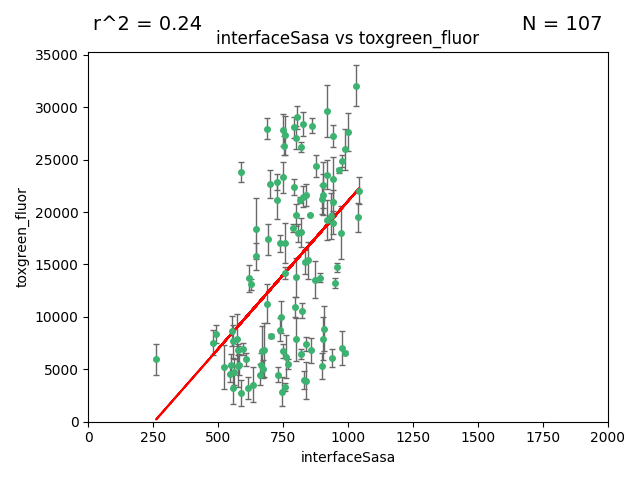 r^2 = 0.24
N = 107
interfaceSasa vs toxgreen_fluor
35000
30000
25000
20000
15000
10000
5000
0
toxgreen_fluor
0 250 500 750 1000 1250 1500 1750 2000
interfaceSasa